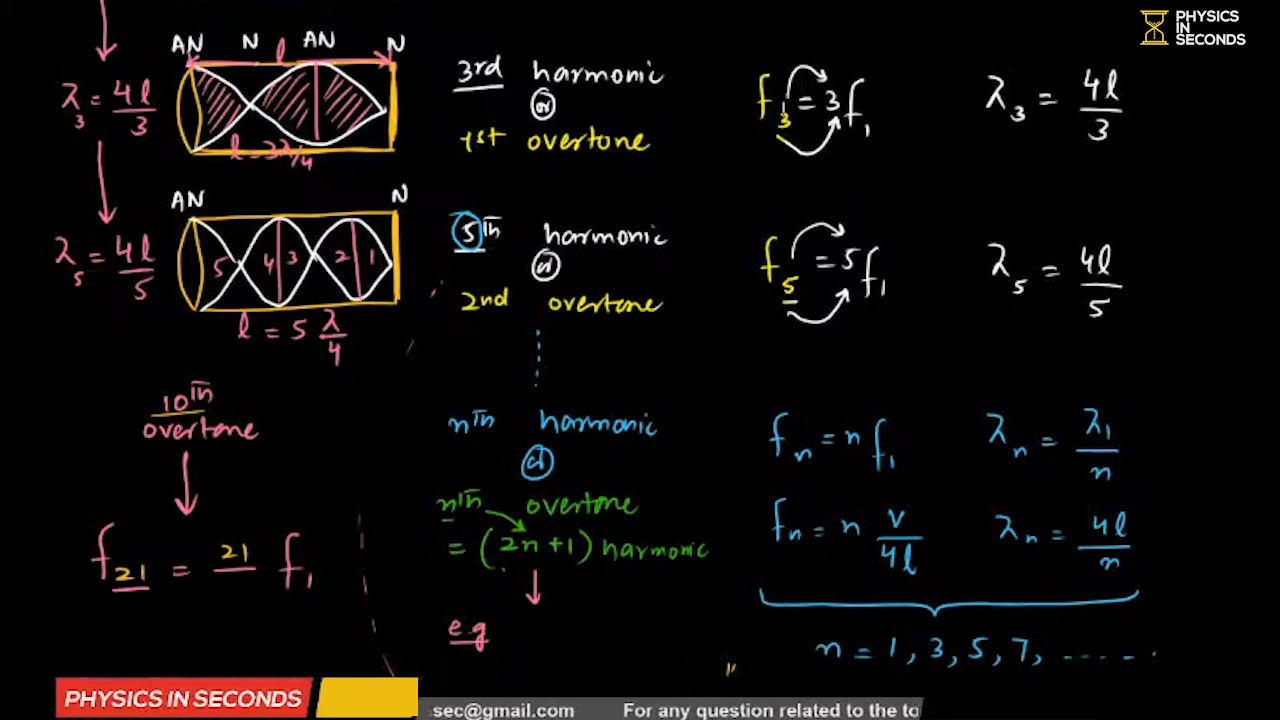 PHYSICS
IN
SECONDS
AN N AN N
l
λ₃ = 4l/3
l = 3λ/4
3rd harmonic
or
1st overtone
f₃ = 3f₁
λ₃ = 4l/3
AN N
λ₅ = 4l/5
5 4 3 2 1
l = 5 λ/4
5th harmonic
or
2nd overtone
f₅ = 5f₁
λ₅ = 4l/5
10th
overtone
f₂₁ = 21 f₁
nth harmonic
or
nth overtone
= (2n+1) harmonic
e.g
fₙ = n f₁
λₙ = λ₁/n
fₙ = n v/4l
λₙ = 4l/n
n = 1, 3, 5, 7, ------
PHYSICS IN SECONDS
sec@gmail.com For any question related to the to